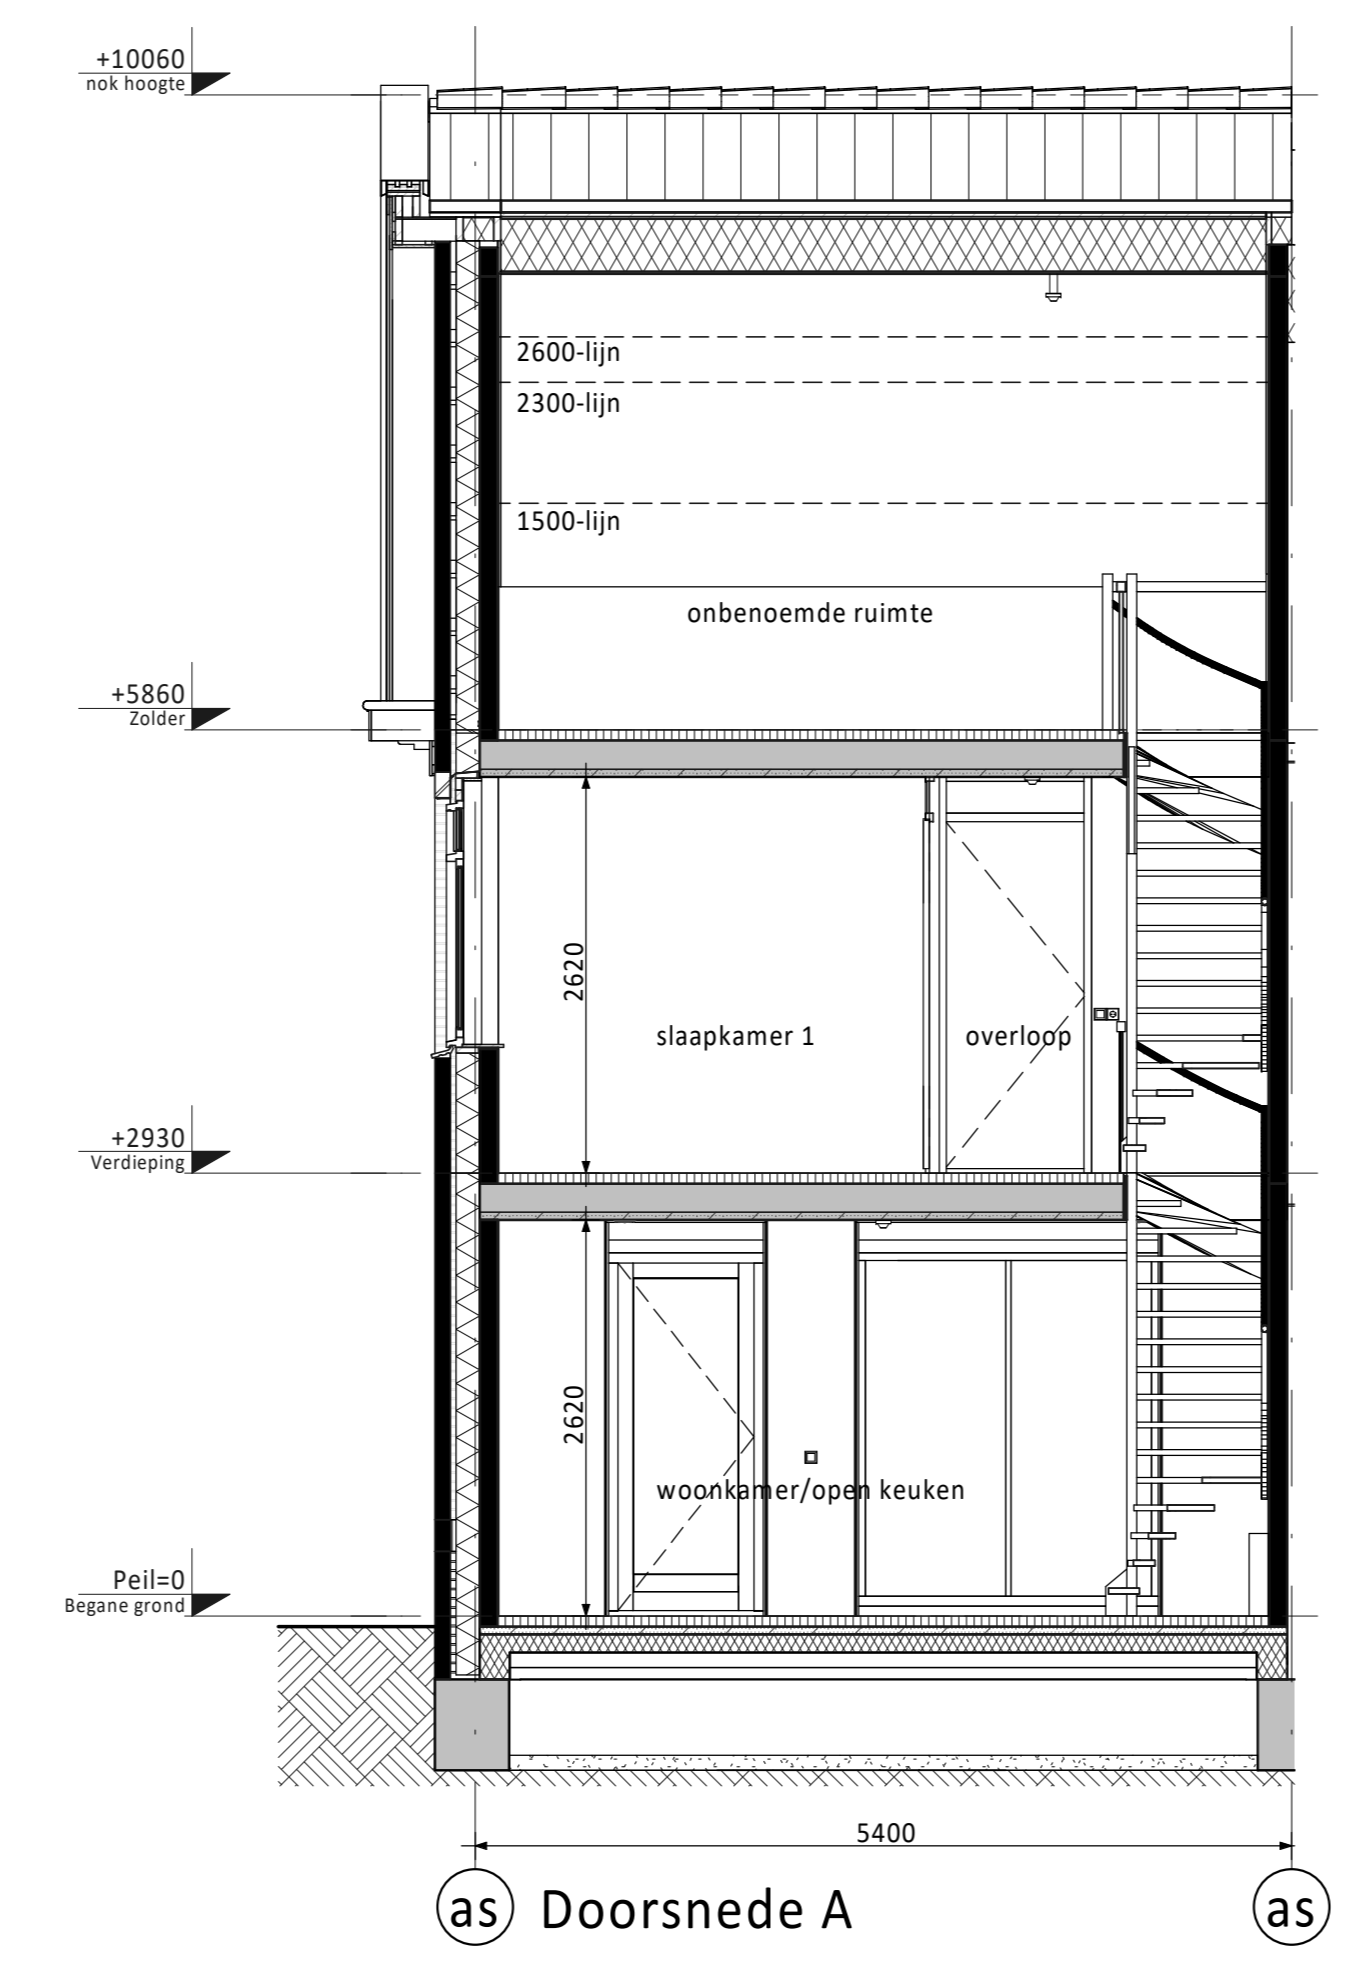 +10060
nok hoogte
2600-lijn
2300-lijn
1500-lijn
onbenoemde ruimte
+5860
Zolder
2620
slaapkamer 1
overloop
+2930
Verdieping
2620
woonkamer/open keuken
Peil=0
Begane grond
5400
as
Doorsnede A
as